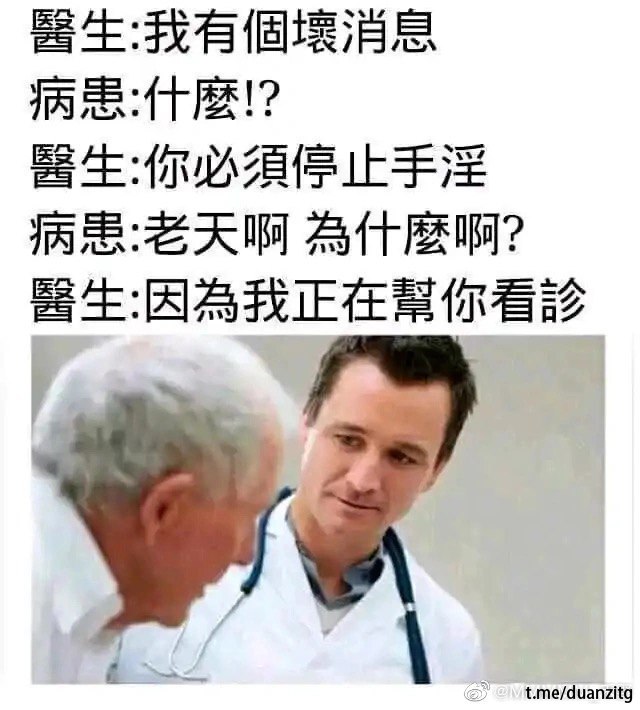 醫生:我有個壞消息
病患:什麼!?
醫生:你必須停止手淫
病患:老天啊 為什麼啊?
醫生:因為我正在幫你看診
t.me/duanzitg